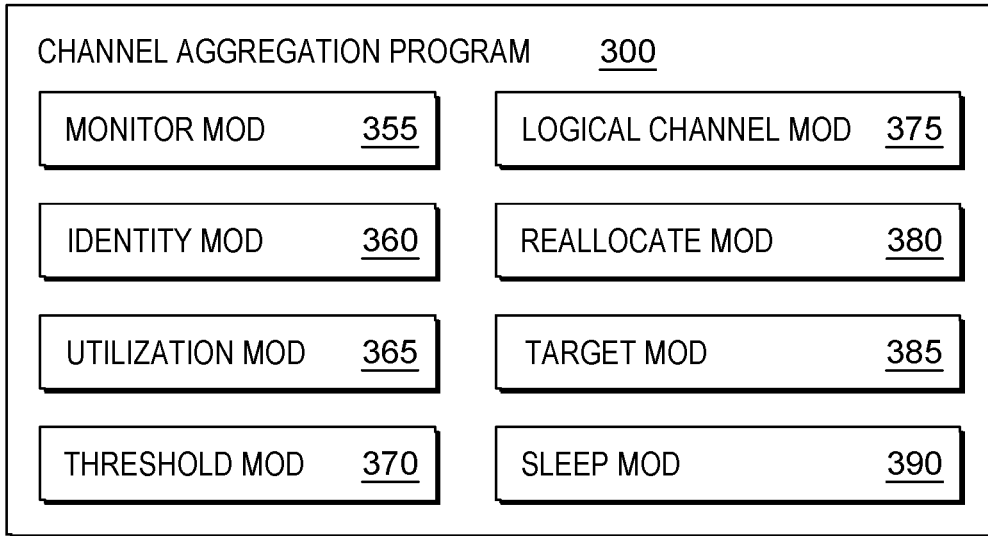 CHANNEL AGGREGATION PROGRAM 300
MONITOR MOD 355
LOGICAL CHANNEL MOD 375
IDENTITY MOD 360
REALLOCATE MOD 380
UTILIZATION MOD 365
TARGET MOD 385
THRESHOLD MOD 370
SLEEP MOD 390